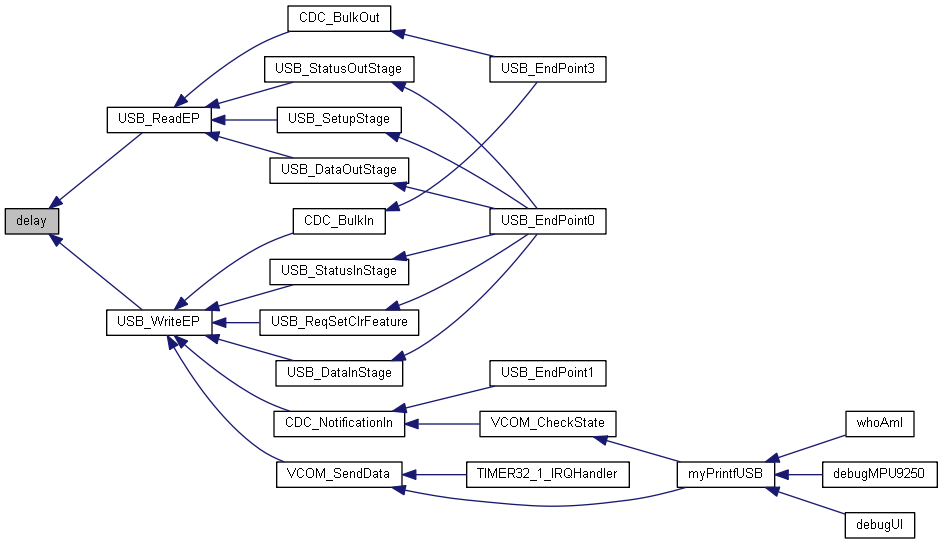 CDC_BulkOut
USB_StatusOutStage
USB_EndPoint3
USB_ReadEP
USB_SetupStage
USB_DataOutStage
delay
CDC_BulkIn
USB_EndPoint0
USB_StatusInStage
USB_WriteEP
USB_ReqSetClrFeature
USB_DataInStage
USB_EndPoint1
CDC_NotificationIn
VCOM_CheckState
whoAmI
VCOM_SendData
TIMER32_1_IRQHandler
myPrintfUSB
debugMPU9250
debugUI